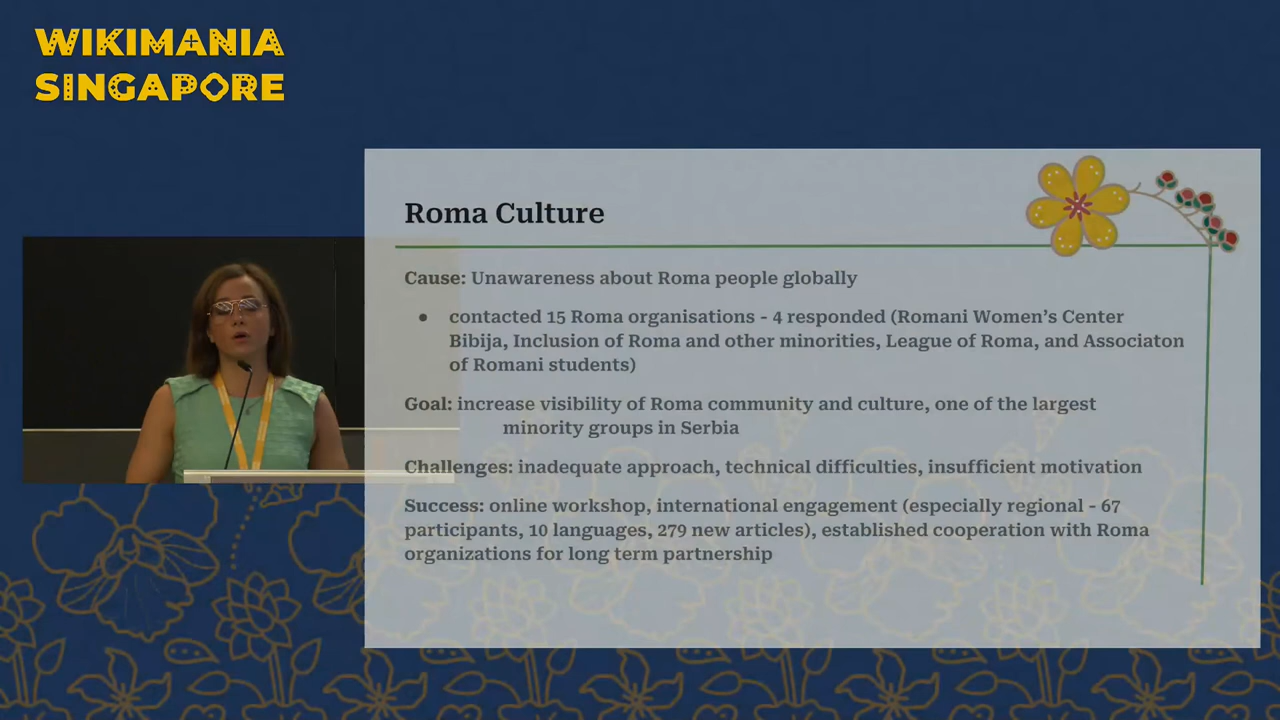 WIKIMANIA
SINGAPORE
Roma Culture
Cause: Unawareness about Roma people globally
● contacted 15 Roma organisations - 4 responded (Romani Women's Center
Bibija, Inclusion of Roma and other minorities, League of Roma, and Associaton
of Romani students)
Goal: increase visibility of Roma community and culture, one of the largest
minority groups in Serbia
Challenges: inadequate approach, technical difficulties, insufficient motivation
Success: online workshop, international engagement (especially regional - 67
participants, 10 languages, 279 new articles), established cooperation with Roma
organizations for long term partnership